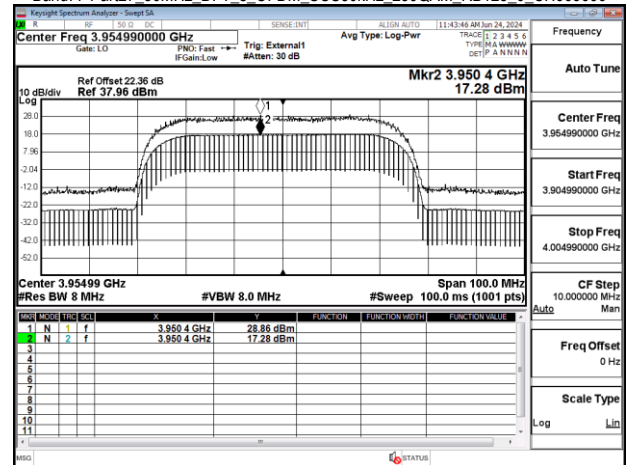 Keysight Spectrum Analyzer - Swept SA
R RF 50 Ω DC SENSE:INT ALIGN AUTO 11:43:46 AM Jun 24, 2024
Center Freq 3.954990000 GHz
Gate: LO
PNO: Fast
IFGain:Low
Trig: External1
#Atten: 30 dB
Avg Type: Log-Pwr
TRACE 1 2 3 4 5 6
TYPE M A W W W W
DET P A N N N N
Frequency
Auto Tune
Center Freq
3.954990000 GHz
Start Freq
3.904990000 GHz
Stop Freq
4.004990000 GHz
CF Step
10.000000 MHz
Auto Man
Freq Offset
0 Hz
Scale Type
Log Lin
Ref Offset 22.36 dB
10 dB/div Ref 37.96 dBm
Log
Mkr2 3.950 4 GHz
17.28 dBm
28.0
18.0
7.96
-2.04
-12.0
-22.0
-32.0
-42.0
-52.0
1
2
Center 3.95499 GHz Span 100.0 MHz
#Res BW 8 MHz #VBW 8.0 MHz #Sweep 100.0 ms (1001 pts)
MKR MODE TRC SCL X Y FUNCTION FUNCTION WIDTH FUNCTION VALUE
1 N 1 f 3.950 4 GHz 28.86 dBm
2 N 2 f 3.950 4 GHz 17.28 dBm
3
4
5
6
7
8
9
10
11
MSG STATUS